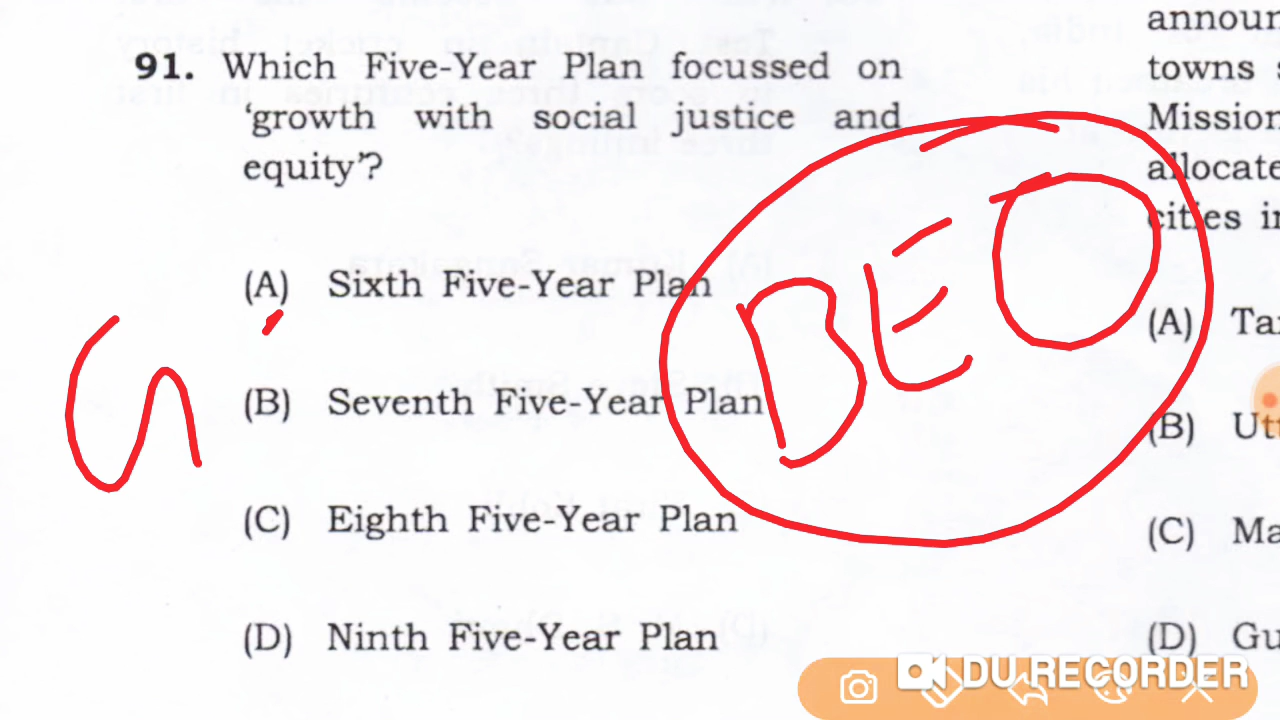 91. Which Five-Year Plan focussed on
'growth with social justice and
equity'?
(A) Sixth Five-Year Plan
(B) Seventh Five-Year Plan
(C) Eighth Five-Year Plan
(D) Ninth Five-Year Plan
BEO
announ
towns s
Mission
allocate
cities in
(A) Ta
(B) Ut
(C) Ma
(D) Gu
DU RECORDER